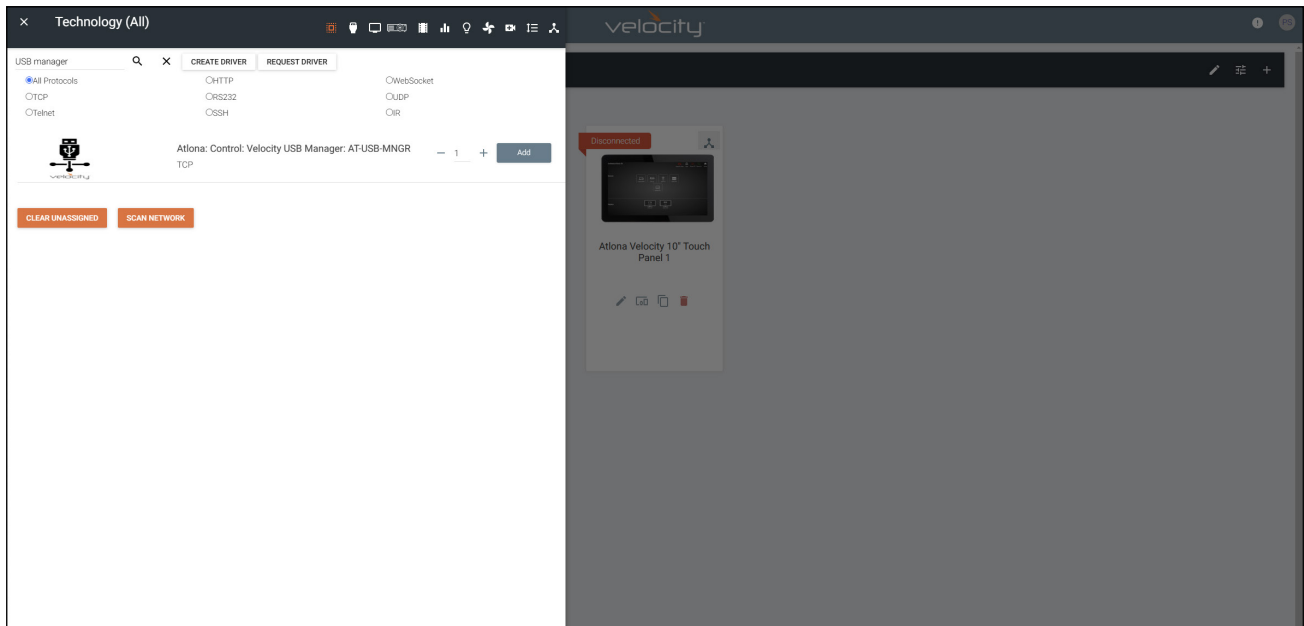 Technology (All)
velocity
USB manager
CREATE DRIVER
REQUEST DRIVER
All Protocols
HTTP
WebSocket
TCP
RS232
UDP
Telnet
SSH
IR
Atlona: Control: Velocity USB Manager: AT-USB-MNGR
TCP
1
Add
velocity
CLEAR UNASSIGNED
SCAN NETWORK
Disconnected
Atlona Velocity 10" Touch
Panel 1